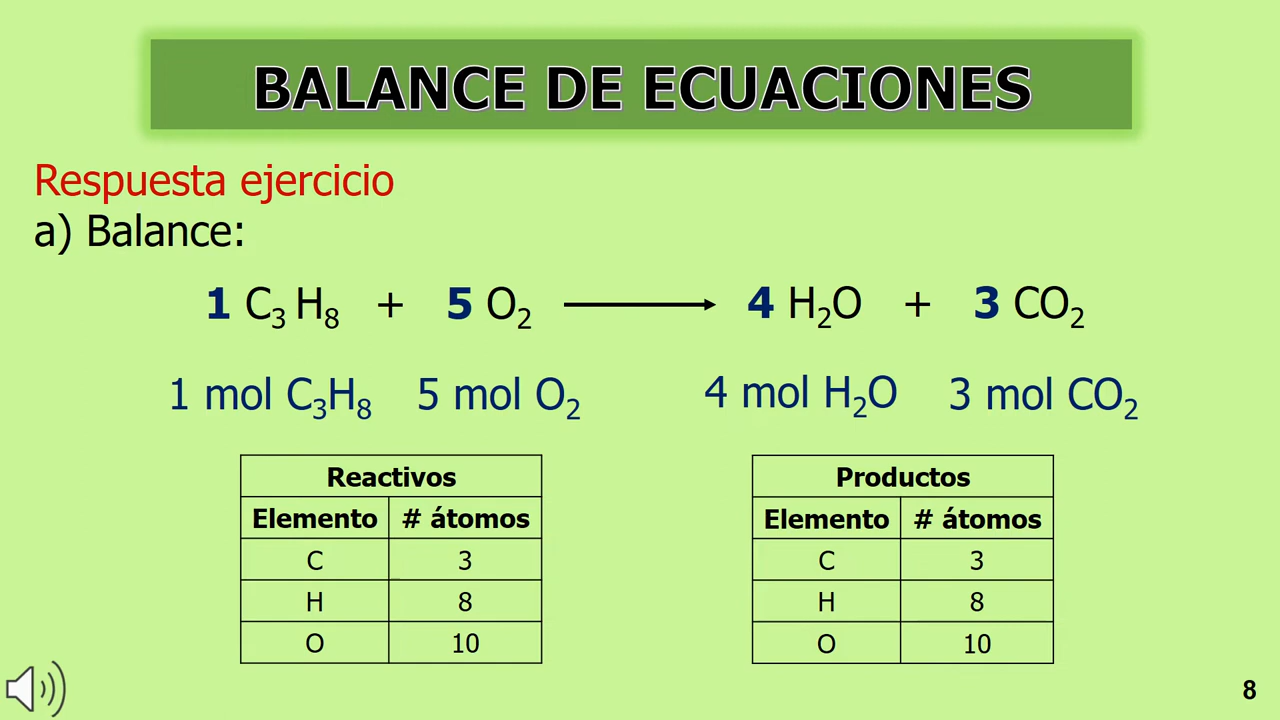 BALANCE DE ECUACIONES
Respuesta ejercicio
a) Balance:
1 C₃ H₈ + 5 O₂ ⟶ 4 H₂O + 3 CO₂
1 mol C₃H₈ 5 mol O₂ 4 mol H₂O 3 mol CO₂
Reactivos
Elemento # átomos
C 3
H 8
O 10
Productos
Elemento # átomos
C 3
H 8
O 10
8